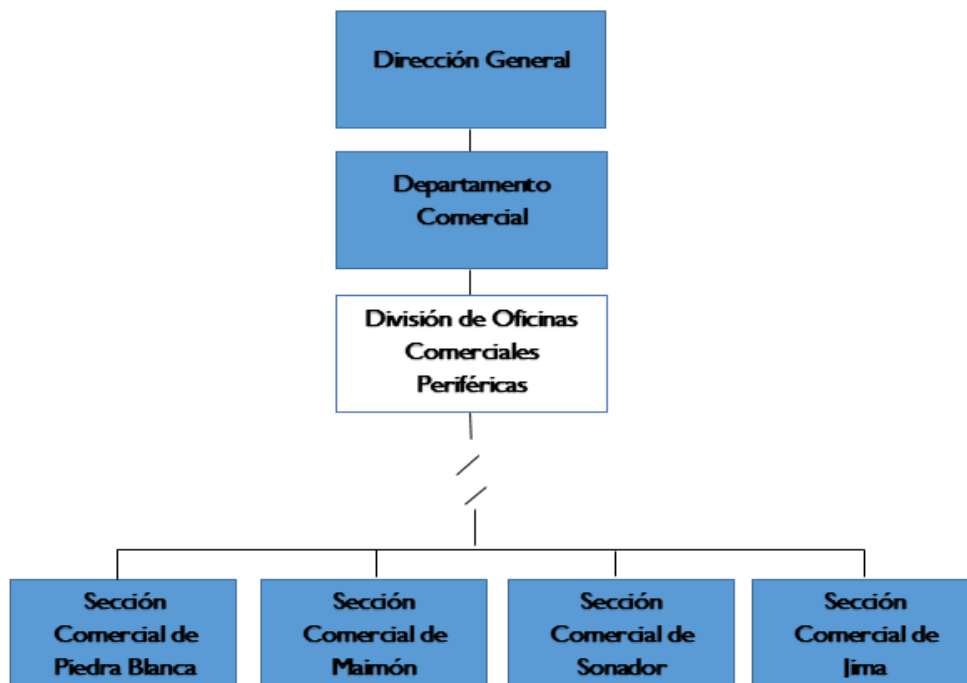 Dirección General
Departamento
Comercial
División de Oficinas
Comerciales
Periféricas
Sección
Comercial de
Piedra Blanca
Sección
Comercial de
Maimón
Sección
Comercial de
Sonador
Sección
Comercial de
Jima